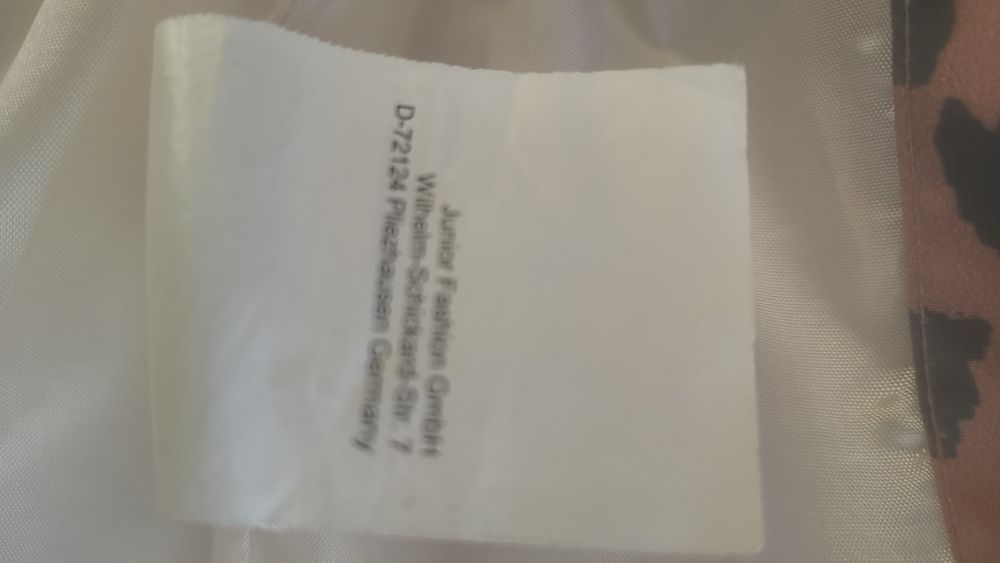 Junior Fashion GmbH
Wilhelm-Schickard-Str. 7
D-72124 Pliezhausen Germany